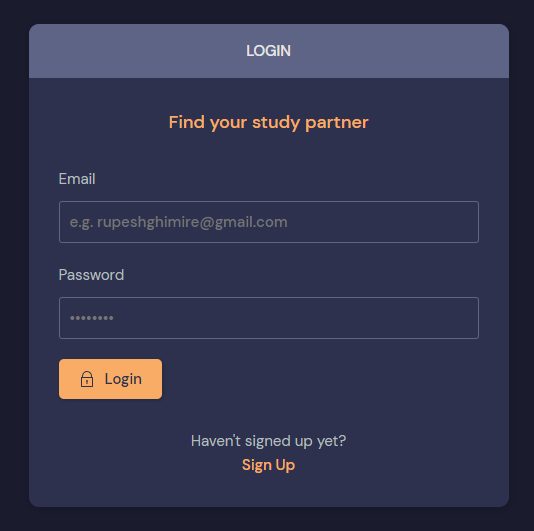 LOGIN
Find your study partner
Email
e.g. rupeshghimire@gmail.com
Password
••••••••
Login
Haven't signed up yet?
Sign Up